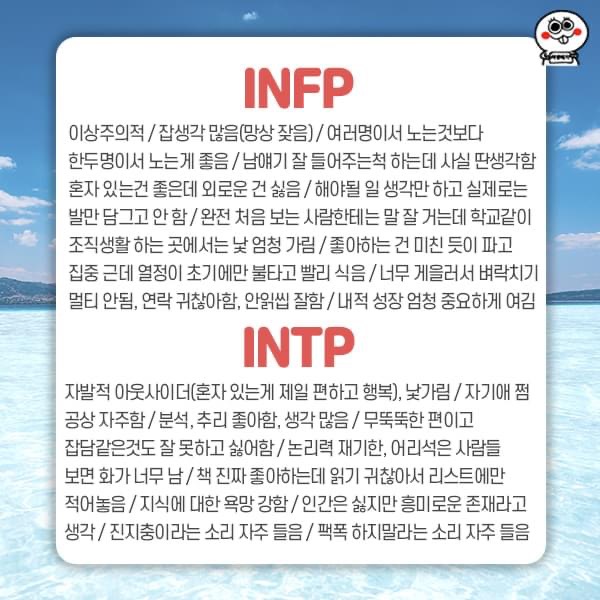 INFP
이상주의적 / 잡생각 많음(망상 잦음) / 여러명이서 노는것보다
한두명이서 노는게 좋음 / 남얘기 잘 들어주는척 하는데 사실 딴생각함
혼자 있는건 좋은데 외로운 건 싫음 / 해야될 일 생각만 하고 실제로는
발만 담그고 안 함 / 완전 처음 보는 사람한테는 말 잘 거는데 학교같이
조직생활 하는 곳에서는 낯 엄청 가림 / 좋아하는 건 미친 듯이 파고
집중 근데 열정이 초기에만 불타고 빨리 식음 / 너무 게을러서 벼락치기
멀티 안됨, 연락 귀찮아함, 안읽씹 잘함 / 내적 성장 엄청 중요하게 여김
INTP
자발적 아웃사이더(혼자 있는게 제일 편하고 행복), 낯가림 / 자기애 쩜
공상 자주함 / 분석, 추리 좋아함, 생각 많음 / 무뚝뚝한 편이고
잡담같은것도 잘 못하고 싫어함 / 논리력 재기한, 어리석은 사람들
보면 화가 너무 남 / 책 진짜 좋아하는데 읽기 귀찮아서 리스트에만
적어놓음 / 지식에 대한 욕망 강함 / 인간은 싫지만 흥미로운 존재라고
생각 / 진지충이라는 소리 자주 들음 / 팩폭 하지말라는 소리 자주 들음